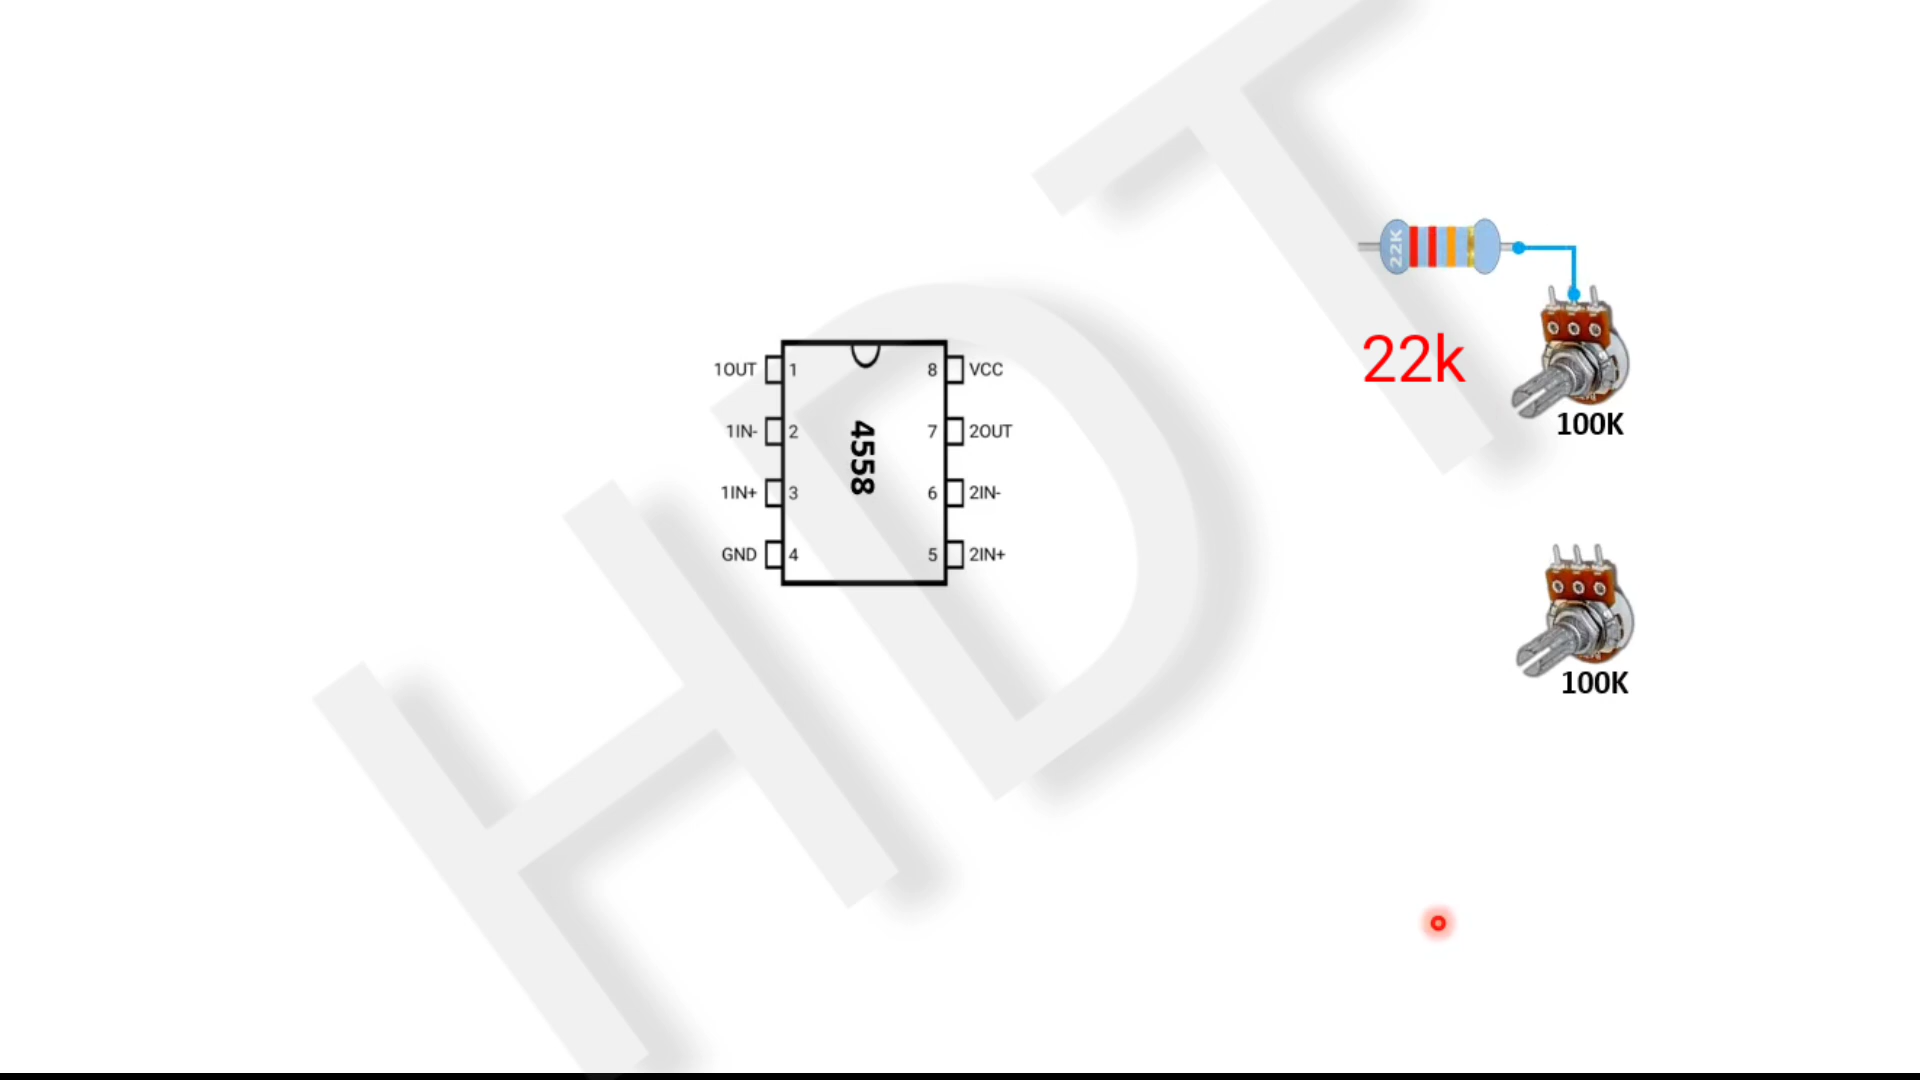 HDT
22K
22k
100K
1OUT 1 8 VCC
1IN- 2 7 2OUT
4558
1IN+ 3 6 2IN-
GND 4 5 2IN+
100K